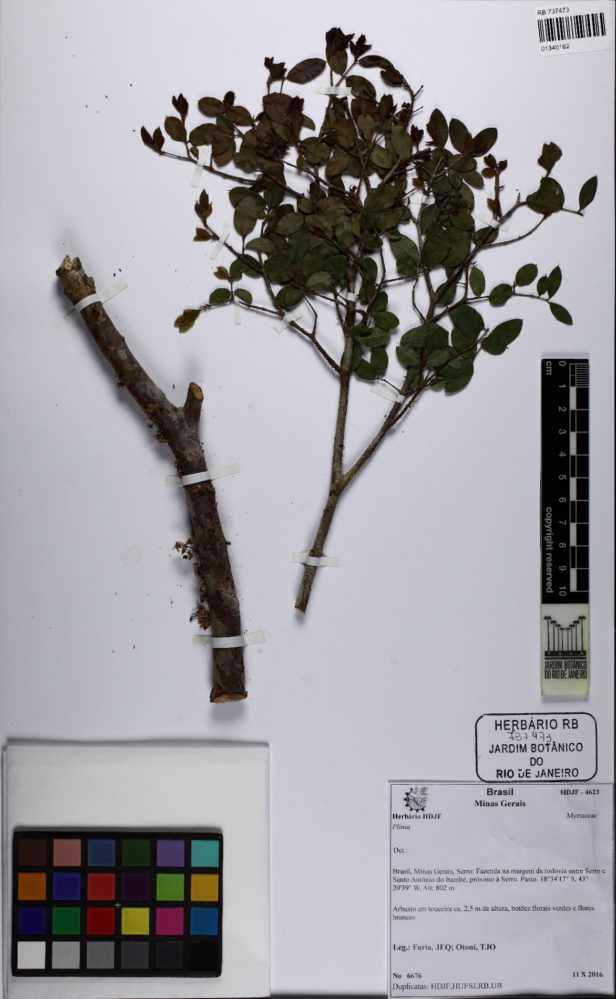 RB 737473
01340162
cm 0 1 2 3 4 5 6 7 8 9 10
copyright reserved
1 8 0 8
JARDIM BOTÂNICO
DO RIO DE JANEIRO
HERBÁRIO RB
737473
JARDIM BOTÂNICO
DO
RIO DE JANEIRO
HDJF
Brasil
HDJF - 4623
Minas Gerais
Herbário HDJF
Myrtaceae
Plinia
Det.:
Brasil, Minas Gerais, Serro: Fazenda na margem da rodovia entre Serro e
Santo Antônio do Itambé, próximo à Serro. Pasto. 18°34'17" S, 43°
20'39" W, Alt: 802 m
Arbusto em touceira ca. 2,5 m de altura, botões florais verdes e flores
brancas
Leg.: Faria, JEQ; Otoni, TJO
No 6676
11 X 2016
Duplicatas: HDJF,HUFSJ,RB,UB